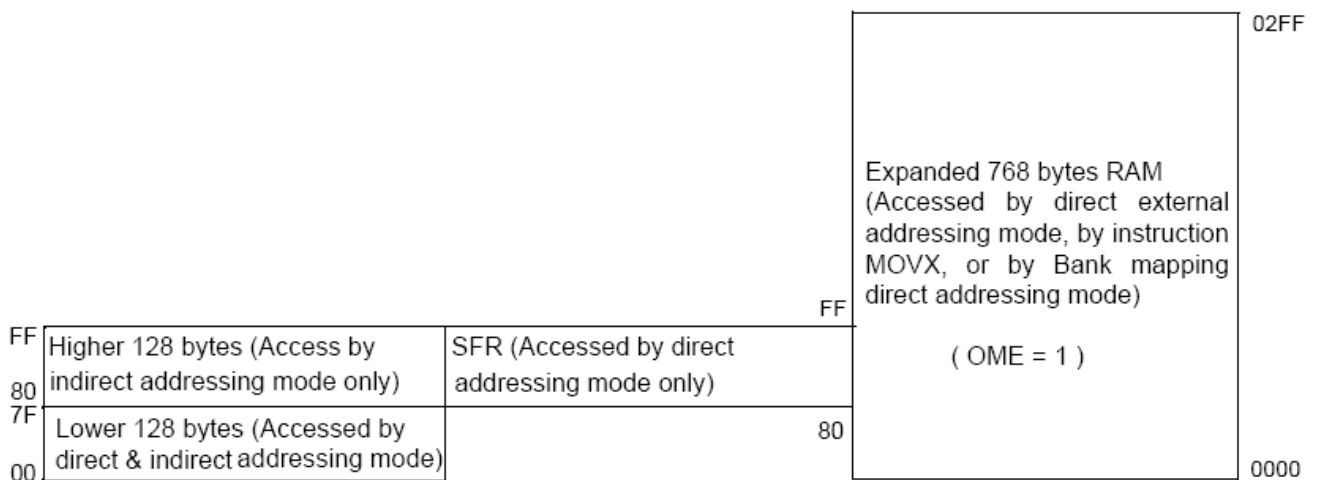 02FF
Expanded 768 bytes RAM
(Accessed by direct external
addressing mode, by instruction
MOVX, or by Bank mapping
direct addressing mode)
( OME = 1 )
0000
FF
FF
Higher 128 bytes (Access by
indirect addressing mode only)
80
SFR (Accessed by direct
addressing mode only)
80
7F
Lower 128 bytes (Accessed by
direct & indirect addressing mode)
00